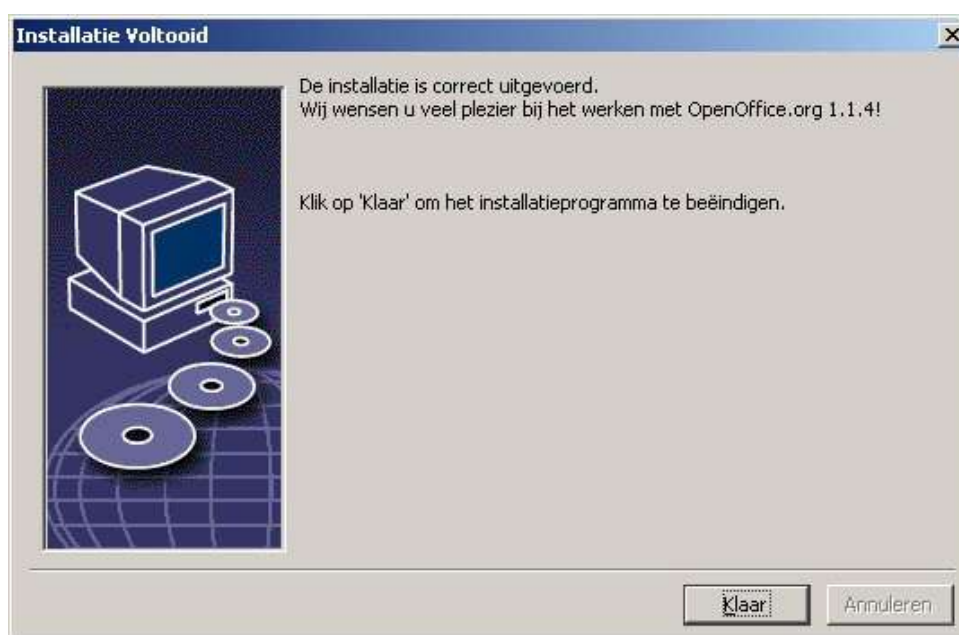 Installatie Voltooid
De installatie is correct uitgevoerd.
Wij wensen u veel plezier bij het werken met OpenOffice.org 1.1.4!
Klik op 'Klaar' om het installatieprogramma te beëindigen.
Klaar
Annuleren